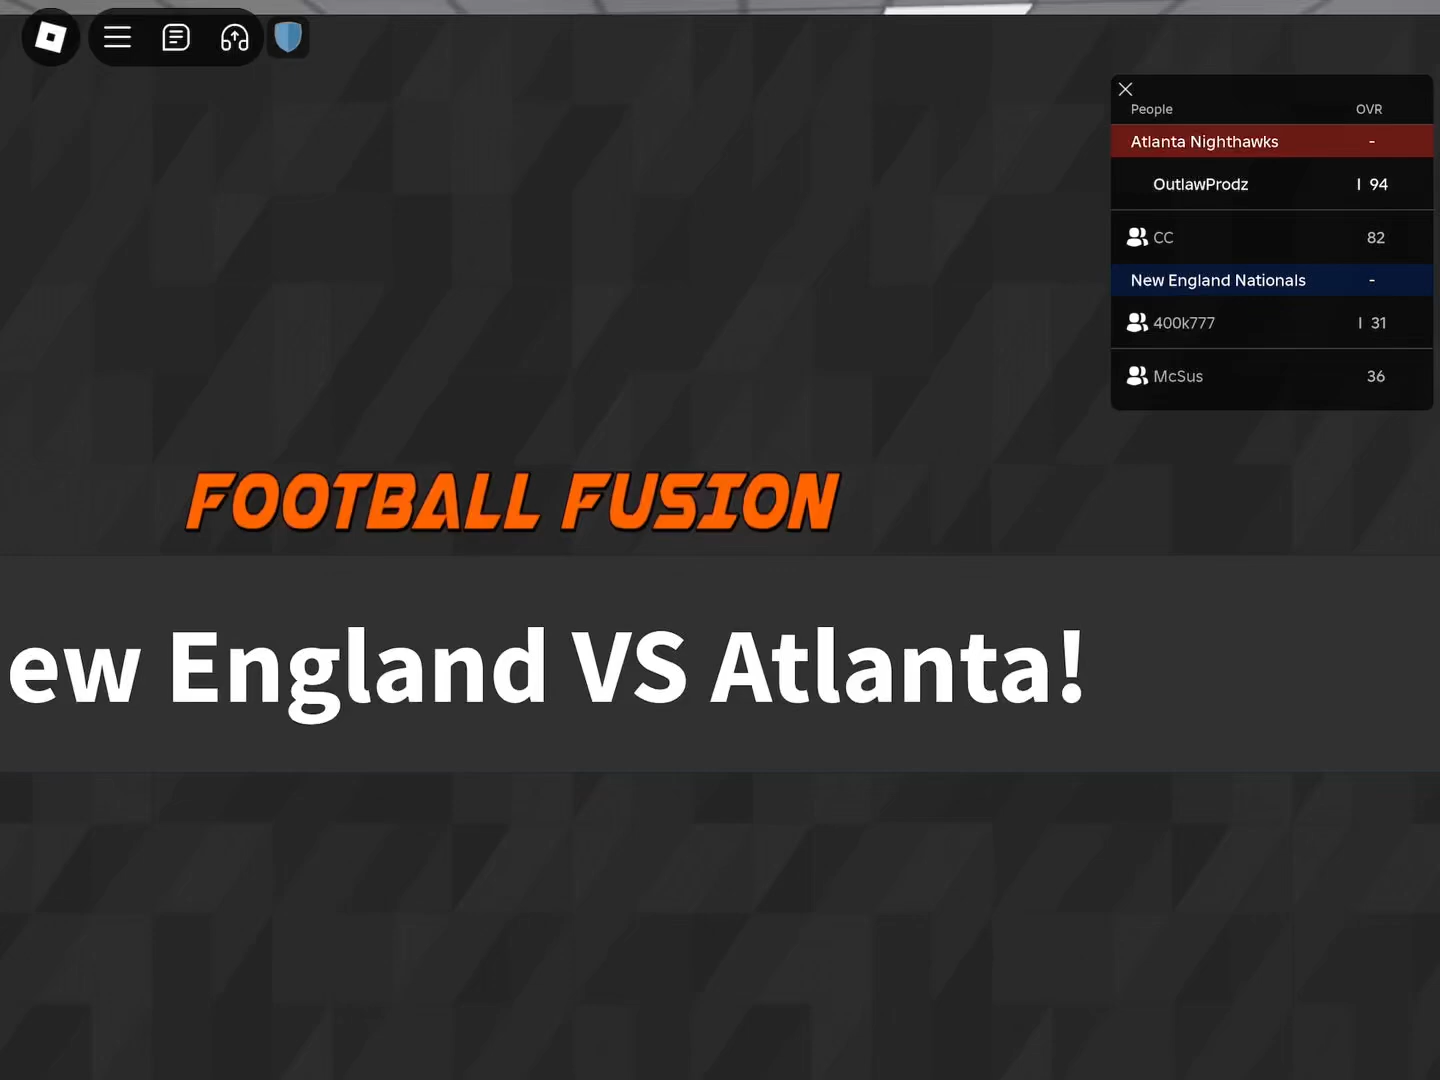 People OVR
Atlanta Nighthawks -
OutlawProdz I 94
CC 82
New England Nationals -
400k777 I 31
McSus 36
FOOTBALL FUSION
ew England VS Atlanta!